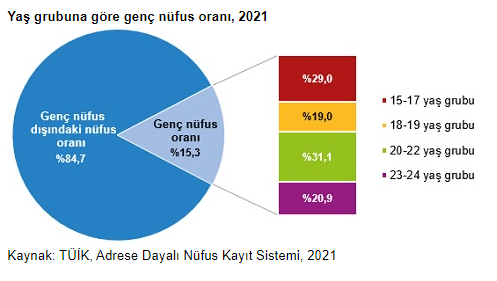 Yaş grubuna göre genç nüfus oranı, 2021
Genç nüfus
dışındaki nüfus
oranı
%84,7
Genç nüfus
oranı
%15,3
%29,0
%19,0
%31,1
%20,9
15-17 yaş grubu
18-19 yaş grubu
20-22 yaş grubu
23-24 yaş grubu
Kaynak: TÜİK, Adrese Dayalı Nüfus Kayıt Sistemi, 2021